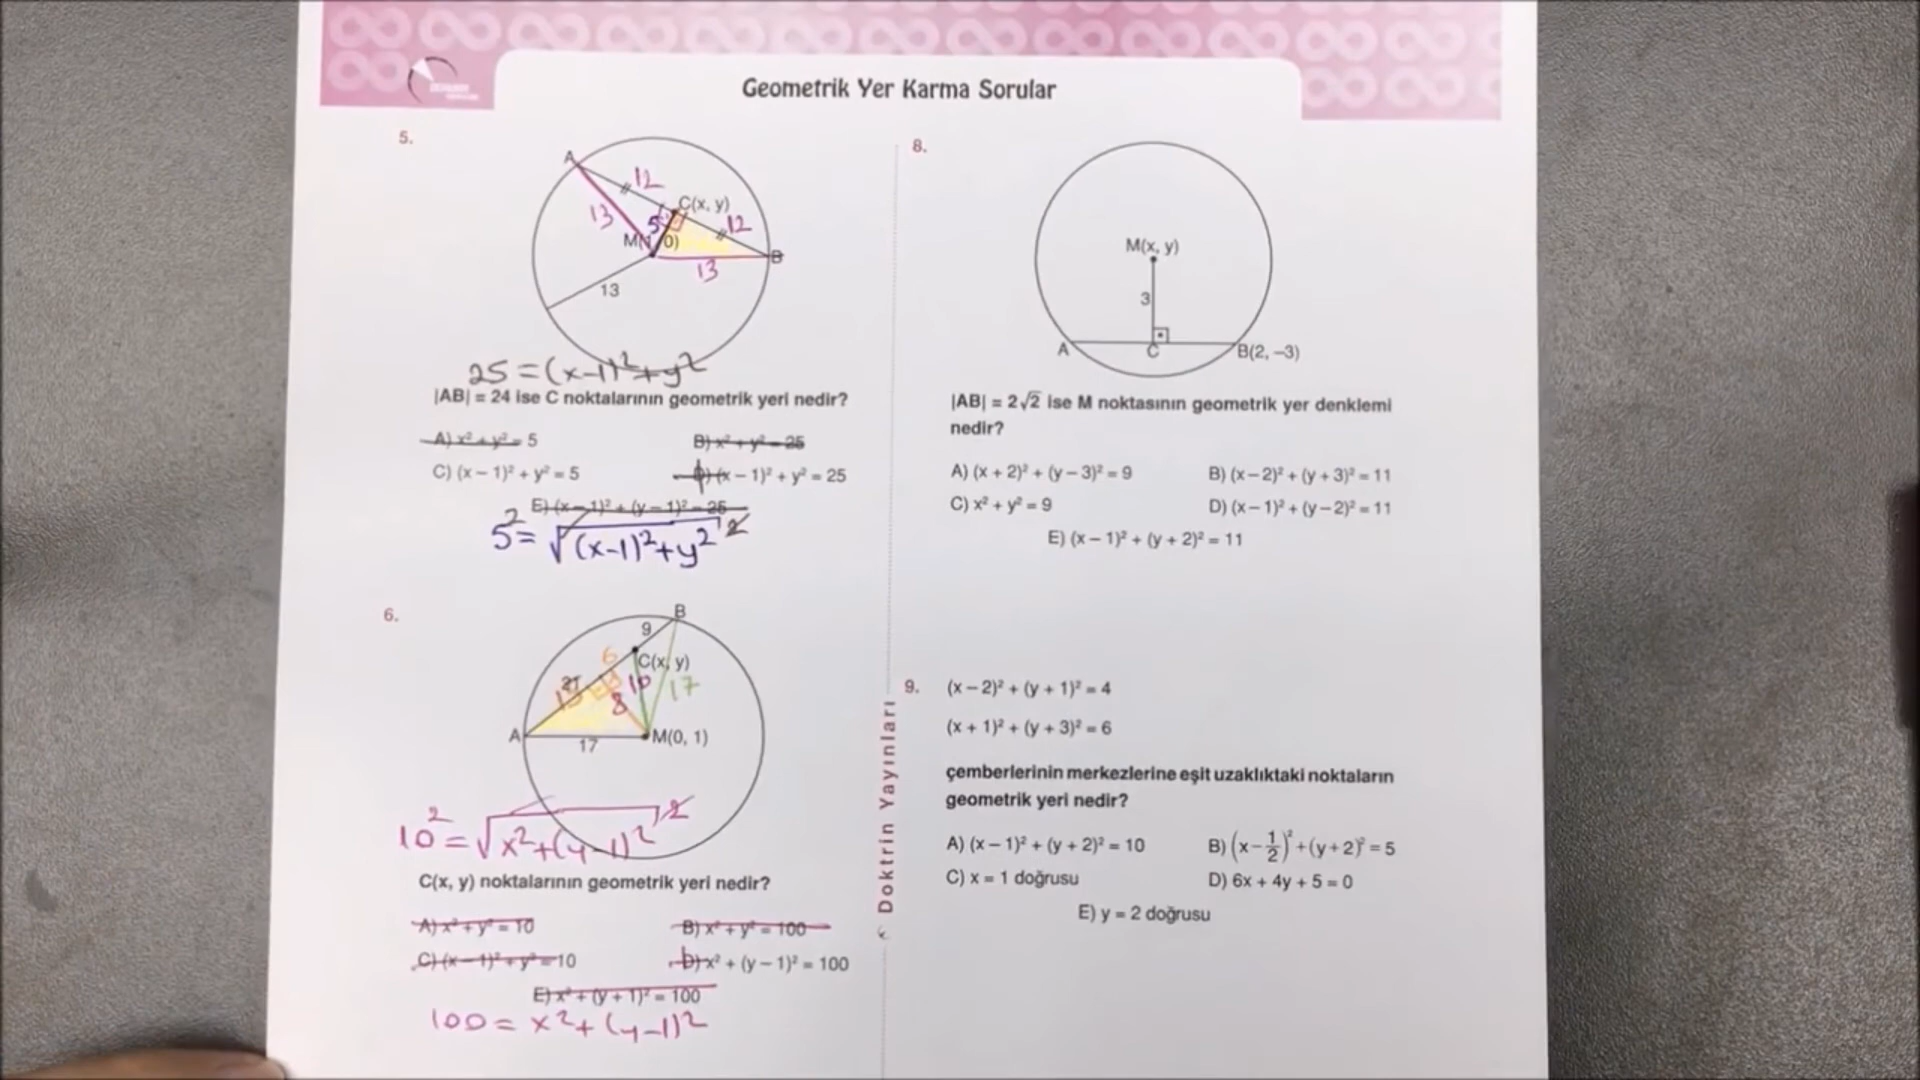 Geometrik Yer Karma Sorular
5.
A
12
C(x, y)
13
5
12
M(1, 0)
B
13
13
25 = (x-1)² + y²
|AB| = 24 ise C noktalarının geometrik yeri nedir?
A) x² + y² = 5
B) x² + y² = 25
C) (x − 1)² + y² = 5
D) (x − 1)² + y² = 25
E) (x − 1)² + (y − 1)² = 25
5² = √(x-1)² + y² ²
6.
B
9
6
C(x, y)
21
15
10
17
8
A
17
M(0, 1)
10² = √x² + (y-1)² ²
C(x, y) noktalarının geometrik yeri nedir?
A) x² + y² = 10
B) x² + y² = 100
C) (x − 1)² + y² = 10
D) x² + (y − 1)² = 100
E) x² + (y + 1)² = 100
100 = x² + (y-1)²
Doktrin Yayınları
8.
M(x, y)
3
A
C
B(2, −3)
|AB| = 2√2 ise M noktasının geometrik yer denklemi
nedir?
A) (x + 2)² + (y − 3)² = 9
B) (x − 2)² + (y + 3)² = 11
C) x² + y² = 9
D) (x − 1)² + (y − 2)² = 11
E) (x − 1)² + (y + 2)² = 11
9.
(x − 2)² + (y + 1)² = 4
(x + 1)² + (y + 3)² = 6
çemberlerinin merkezlerine eşit uzaklıktaki noktaların
geometrik yeri nedir?
A) (x − 1)² + (y + 2)² = 10
B) (x − 1/2)² + (y + 2)² = 5
C) x = 1 doğrusu
D) 6x + 4y + 5 = 0
E) y = 2 doğrusu